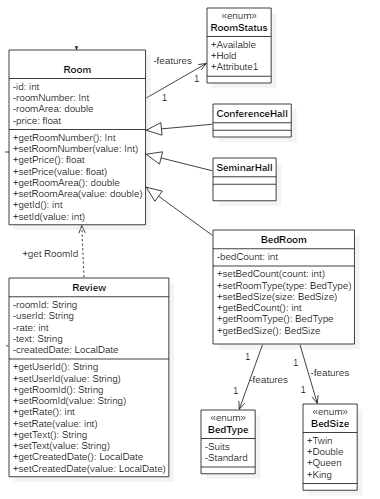 «enum»
RoomStatus
+Available
+Hold
+Attribute1
-features
1
1
Room
-id: int
-roomNumber: Int
-roomArea: double
-price: float
+getRoomNumber(): Int
+setRoomNumber(value: Int)
+getPrice(): float
+setPrice(value: float)
+getRoomArea(): double
+setRoomArea(value: double)
+getId(): int
+setId(value: int)
ConferenceHall
SeminarHall
BedRoom
-bedCount: Int
+setBedCount(count: int)
+setRoomType(type: BedType)
+setBedSize(size: BedSize)
+getBedCount(): int
+getRoomType(): BedType
+getBedSize(): BedSize
+get RoomId
Review
-roomId: String
-userId: String
-rate: int
-text: String
-createdDate: LocalDate
+getUserId(): String
+setUserId(value: String)
+getRoomId(): String
+setRoomId(value: String)
+getRate(): int
+setRate(value: int)
+getText(): String
+setText(value: String)
+getCreatedDate(): LocalDate
+setCreatedDate(value: LocalDate)
1
1
-features
-features
1
1
«enum»
BedType
-Suits
-Standard
«enum»
BedSize
+Twin
+Double
+Queen
+King